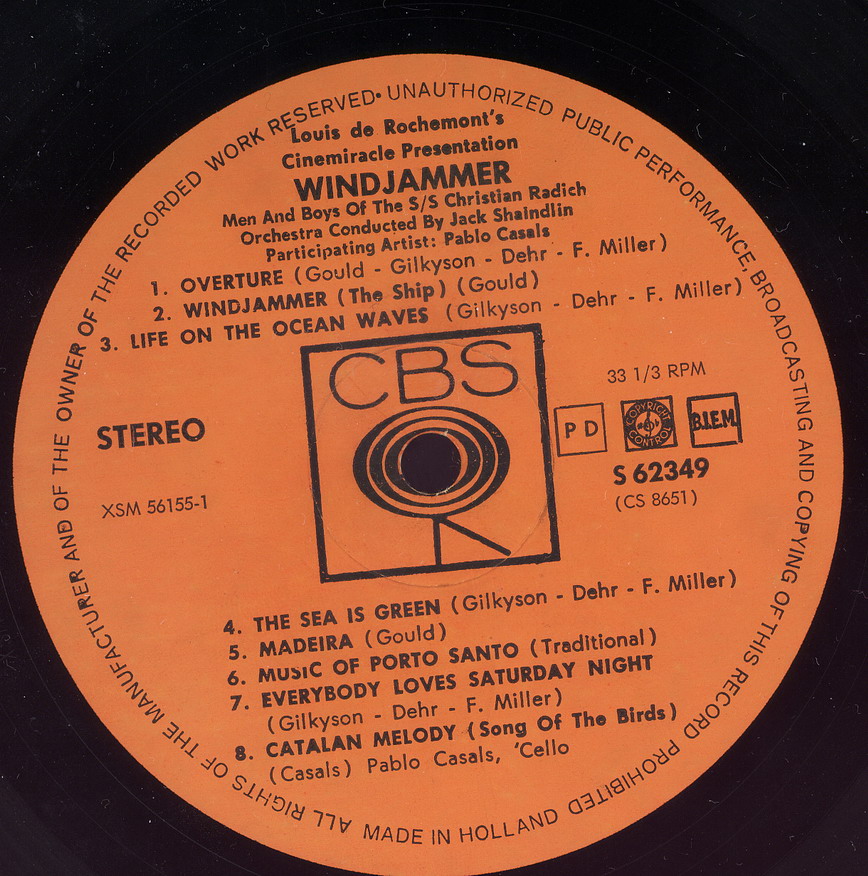 ALL RIGHTS OF THE MANUFACTURER AND OF THE OWNER OF THE RECORDED WORK RESERVED • UNAUTHORIZED PUBLIC PERFORMANCE, BROADCASTING AND COPYING OF THIS RECORD PROHIBITED
Louis de Rochemont's
Cinemiracle Presentation
WINDJAMMER
Men And Boys Of The S/S Christian Radich
Orchestra Conducted By Jack Shaindlin
Participating Artist: Pablo Casals
1. OVERTURE (Gould - Gilkyson - Dehr - F. Miller)
2. WINDJAMMER (The Ship) (Gould)
3. LIFE ON THE OCEAN WAVES (Gilkyson - Dehr - F. Miller)
CBS
33 1/3 RPM
STEREO
PD
COPYRIGHT CONTROL
B.I.E.M.
S 62349
XSM 56155-1
(CS 8651)
4. THE SEA IS GREEN (Gilkyson - Dehr - F. Miller)
5. MADEIRA (Gould)
6. MUSIC OF PORTO SANTO (Traditional)
7. EVERYBODY LOVES SATURDAY NIGHT
(Gilkyson - Dehr - F. Miller)
8. CATALAN MELODY (Song Of The Birds)
(Casals) Pablo Casals, 'Cello
MADE IN HOLLAND